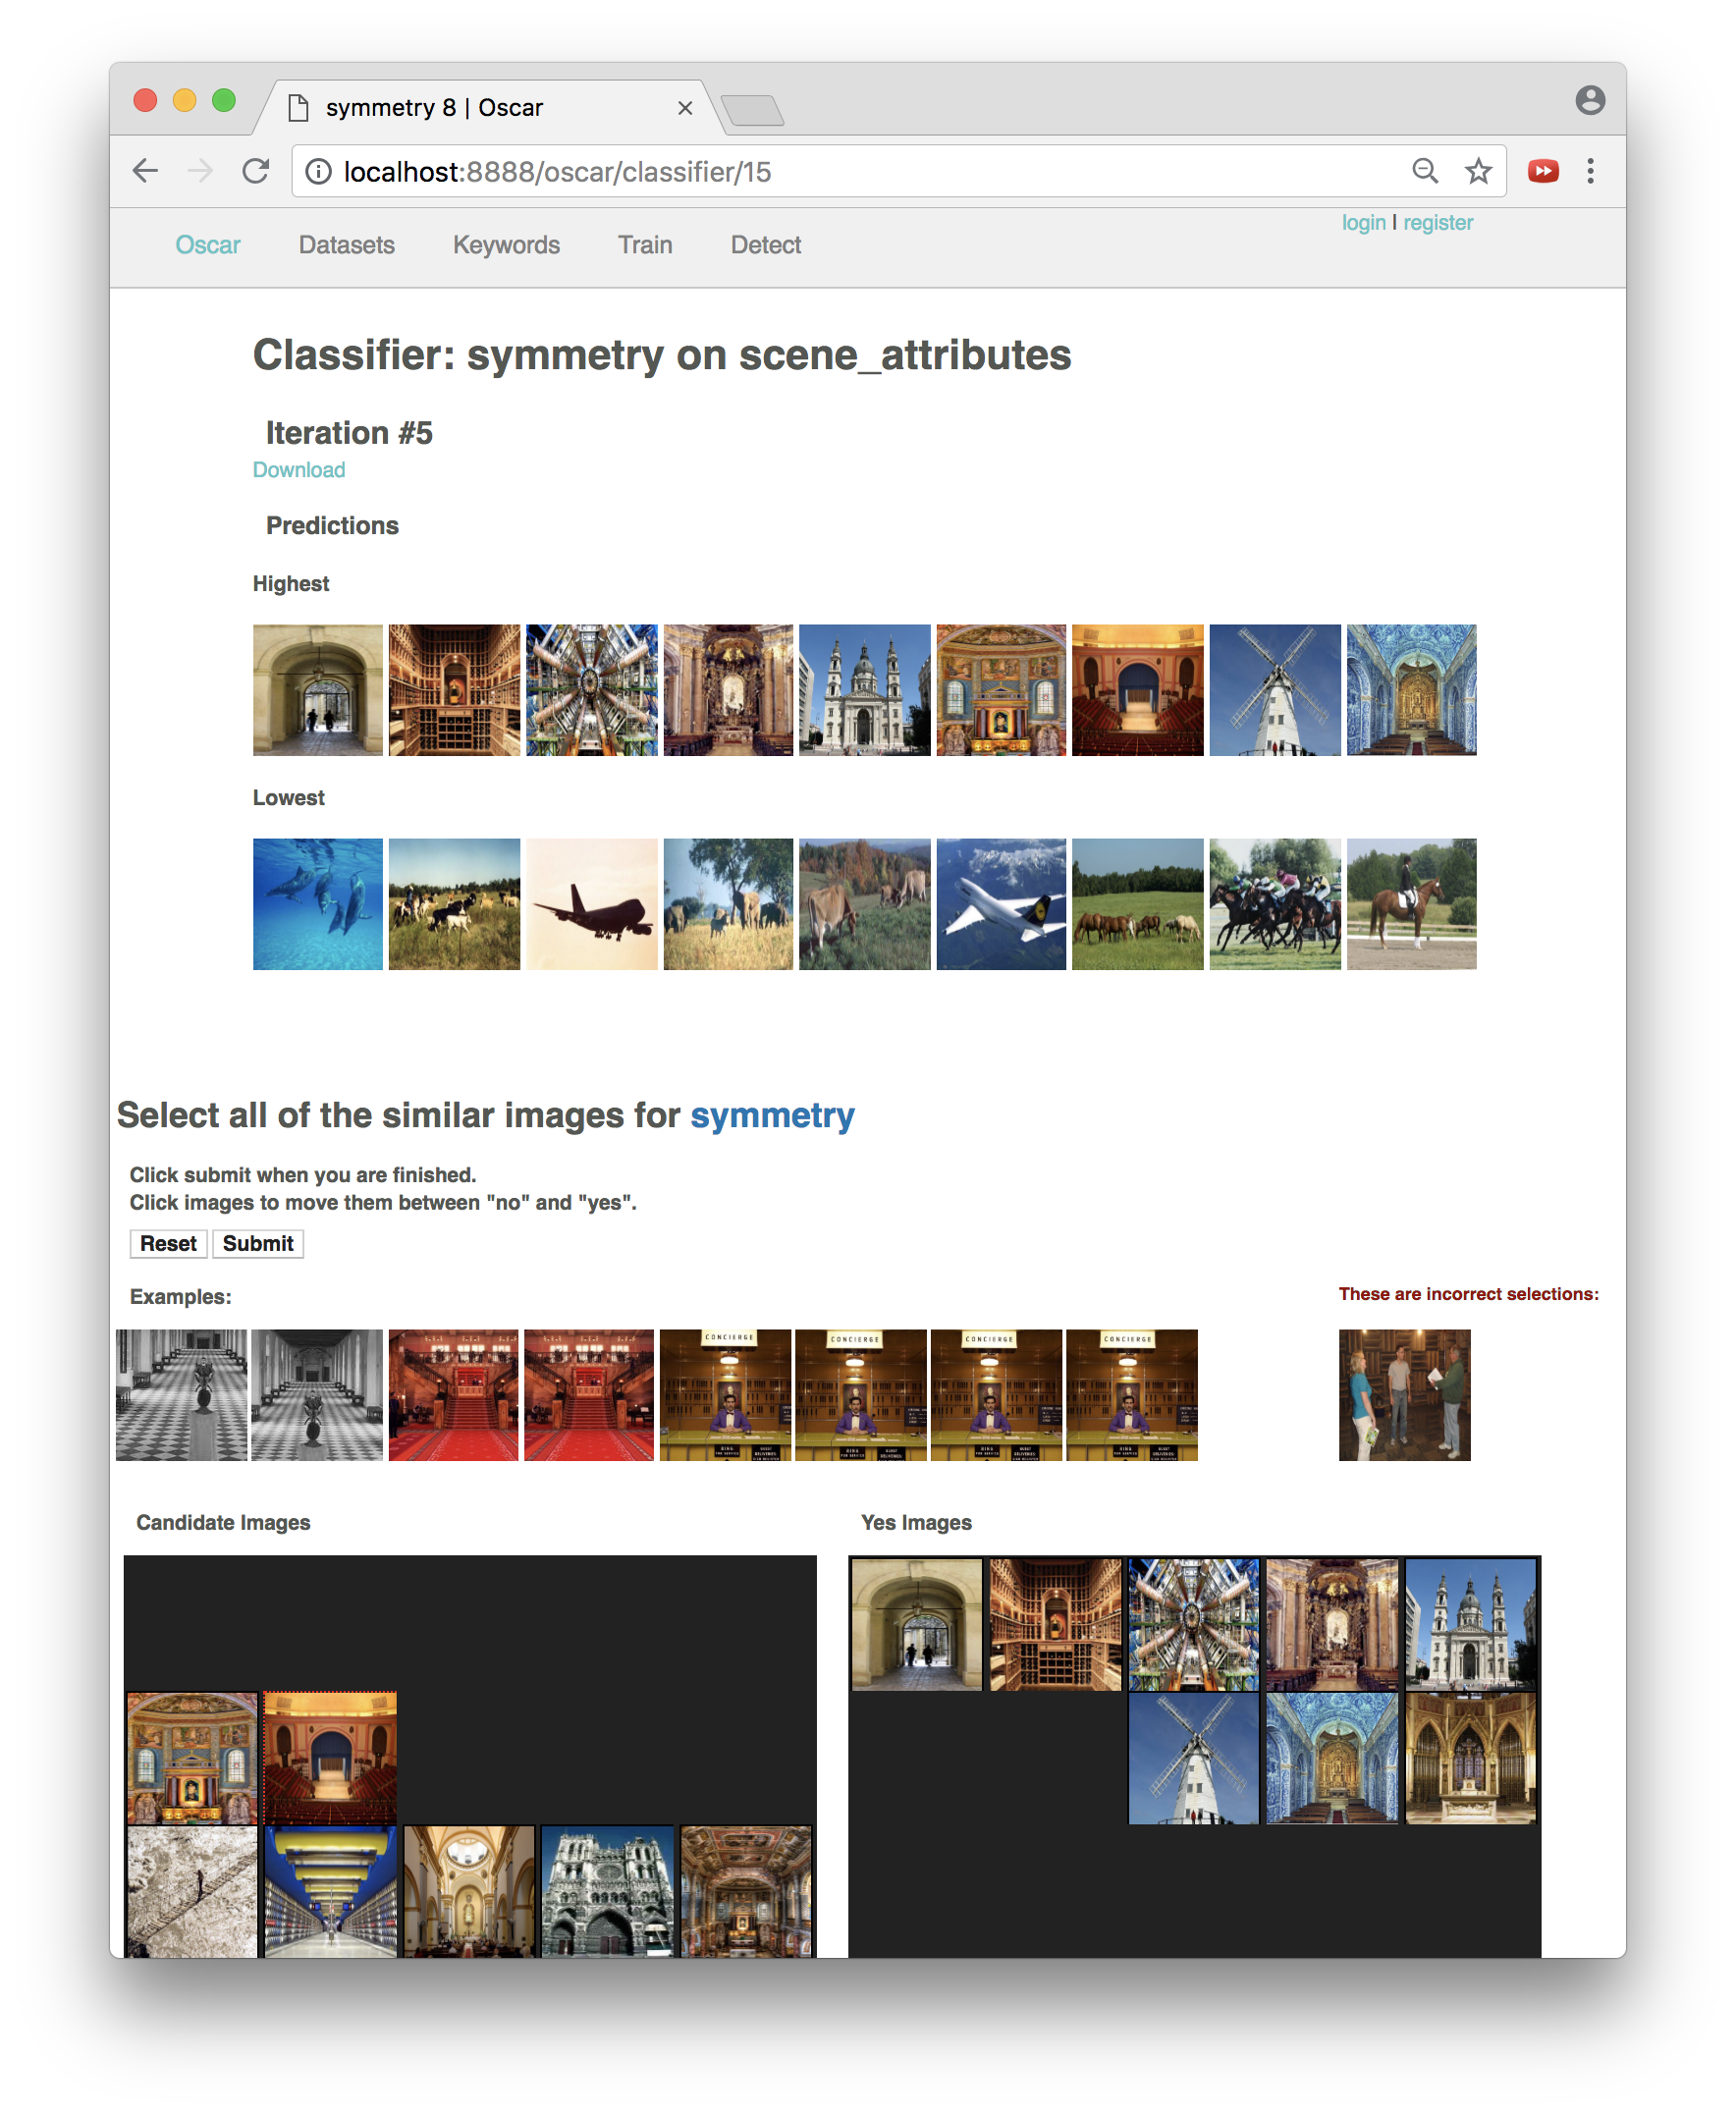 symmetry 8 | Oscar
localhost:8888/oscar/classifier/15
login | register
Oscar Datasets Keywords Train Detect
Classifier: symmetry on scene_attributes
Iteration #5
Download
Predictions
Highest
Lowest
Select all of the similar images for symmetry
Click submit when you are finished.
Click images to move them between "no" and "yes".
Reset Submit
Examples:
These are incorrect selections:
CONCIERGE CONCIERGE CONCIERGE CONCIERGE
Candidate Images
Yes Images